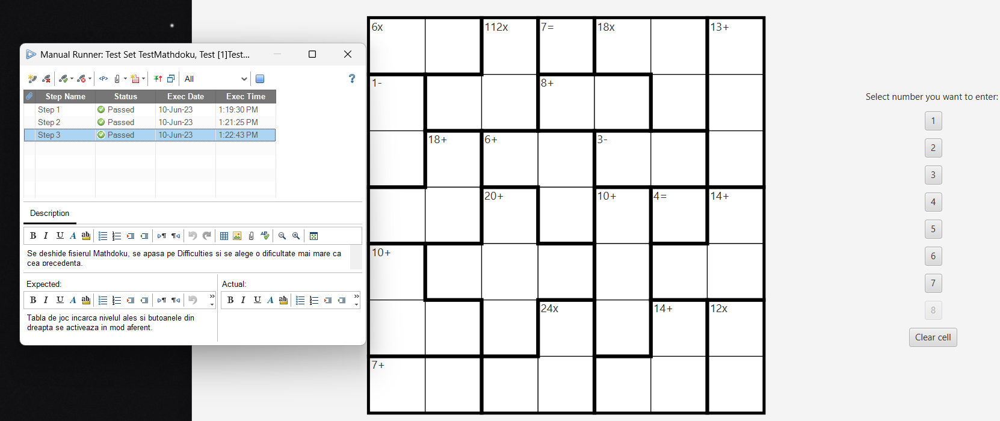 Manual Runner: Test Set TestMathdoku, Test [1]Test...
<P> All ?
Step Name Status Exec Date Exec Time
Step 1 Passed 10-Jun-23 1:19:30 PM
Step 2 Passed 10-Jun-23 1:21:25 PM
Step 3 Passed 10-Jun-23 1:22:43 PM
Description
B I U A ab
Se deshide fisierul Mathdoku, se apasa pe Difficulties si se alege o dificultate mai mare ca
cea precedenta.
Expected:
B I U A ab
Tabla de joc incarca nivelul ales si butoanele din
dreapta se activeaza in mod aferent.
Actual:
B I U A ab
6x 112x 7= 18x 13+
1- 8+
18+ 6+ 3-
20+ 10+ 4= 14+
10+
24x 14+ 12x
7+
Select number you want to enter:
1
2
3
4
5
6
7
8
Clear cell